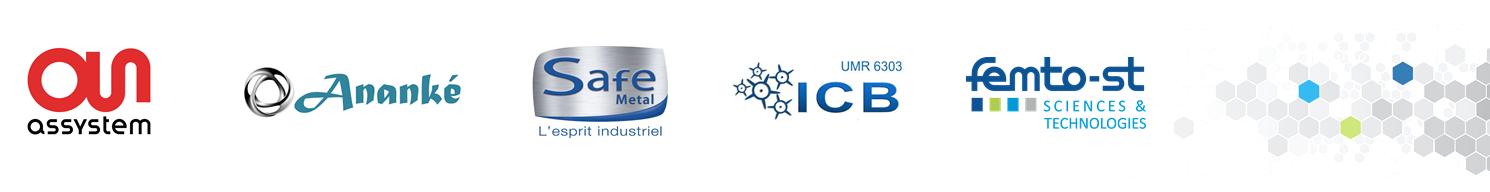 assystem
Ananké
Safe
Metal
L'esprit industriel
UMR 6303
ICB
femto-st
SCIENCES &
TECHNOLOGIES